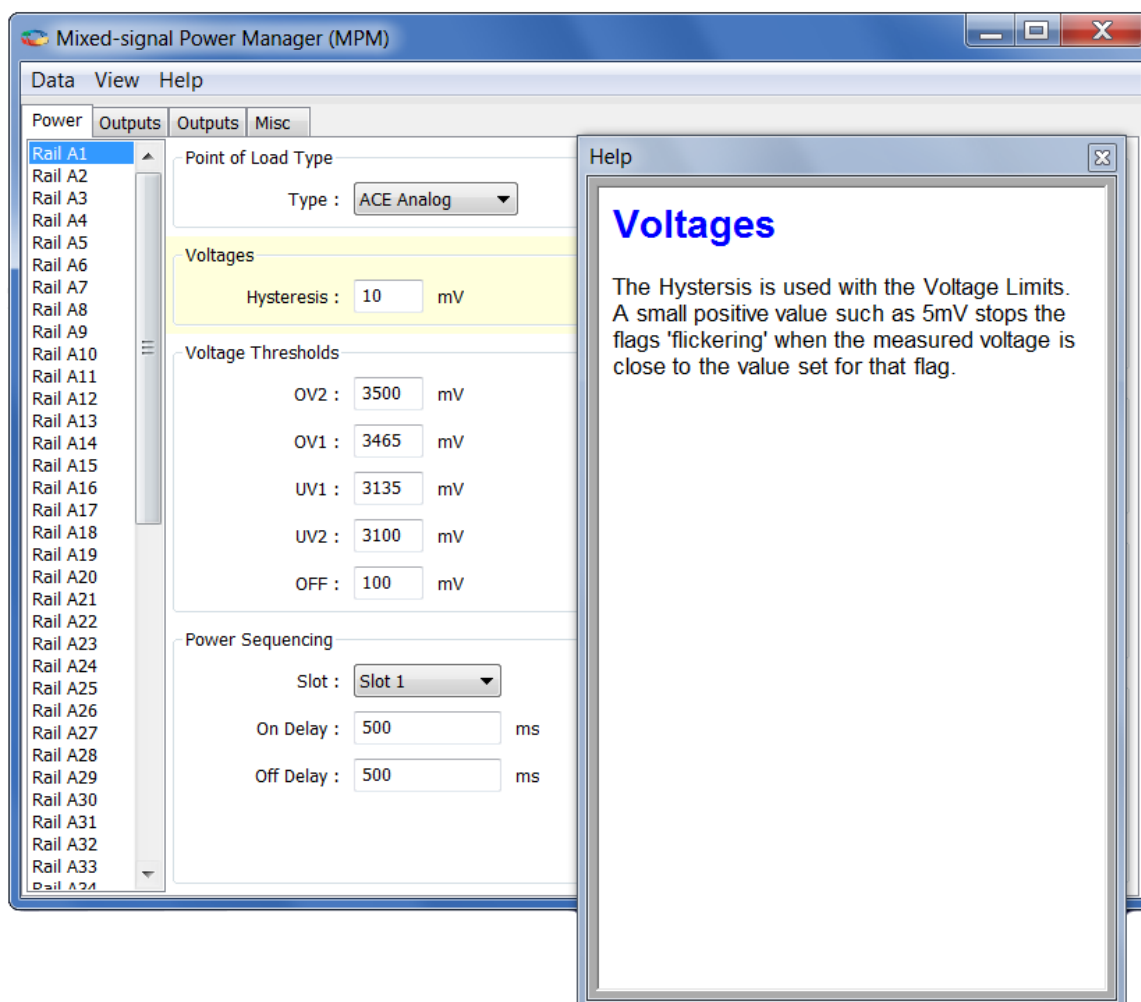 Mixed-signal Power Manager (MPM)
Data View Help
Power Outputs Outputs Misc
Rail A1
Rail A2
Rail A3
Rail A4
Rail A5
Rail A6
Rail A7
Rail A8
Rail A9
Rail A10
Rail A11
Rail A12
Rail A13
Rail A14
Rail A15
Rail A16
Rail A17
Rail A18
Rail A19
Rail A20
Rail A21
Rail A22
Rail A23
Rail A24
Rail A25
Rail A26
Rail A27
Rail A28
Rail A29
Rail A30
Rail A31
Rail A32
Rail A33
Rail A34
Point of Load Type
Type : ACE Analog
Voltages
Hysteresis : 10 mV
Voltage Thresholds
OV2 : 3500 mV
OV1 : 3465 mV
UV1 : 3135 mV
UV2 : 3100 mV
OFF : 100 mV
Power Sequencing
Slot : Slot 1
On Delay : 500 ms
Off Delay : 500 ms
Help
Voltages
The Hystersis is used with the Voltage Limits.
A small positive value such as 5mV stops the
flags 'flickering' when the measured voltage is
close to the value set for that flag.